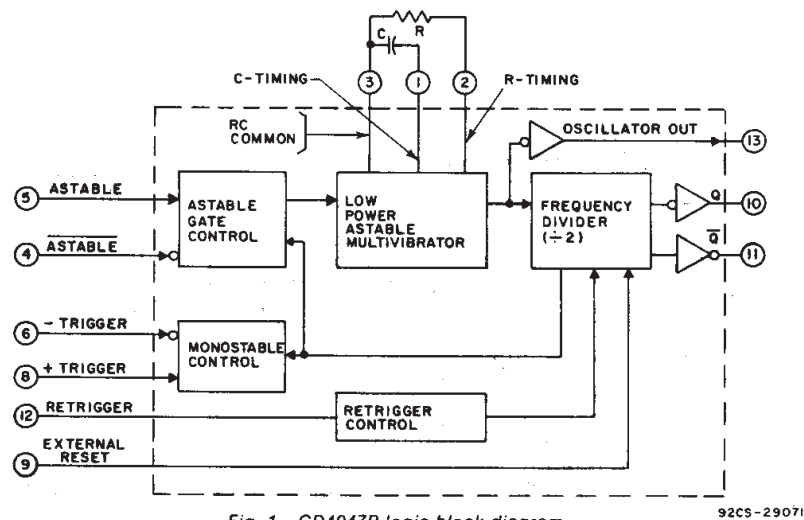 C
R
3
1
2
C-TIMING
R-TIMING
RC
COMMON
OSCILLATOR OUT
13
5
ASTABLE
ASTABLE
GATE
CONTROL
LOW
POWER
ASTABLE
MULTIVIBRATOR
FREQUENCY
DIVIDER
(÷2)
Q
10
4
A̅S̅T̅A̅B̅L̅E̅
Q̅
11
6
- TRIGGER
MONOSTABLE
CONTROL
8
+ TRIGGER
12
RETRIGGER
RETRIGGER
CONTROL
9
EXTERNAL
RESET
92CS-29071